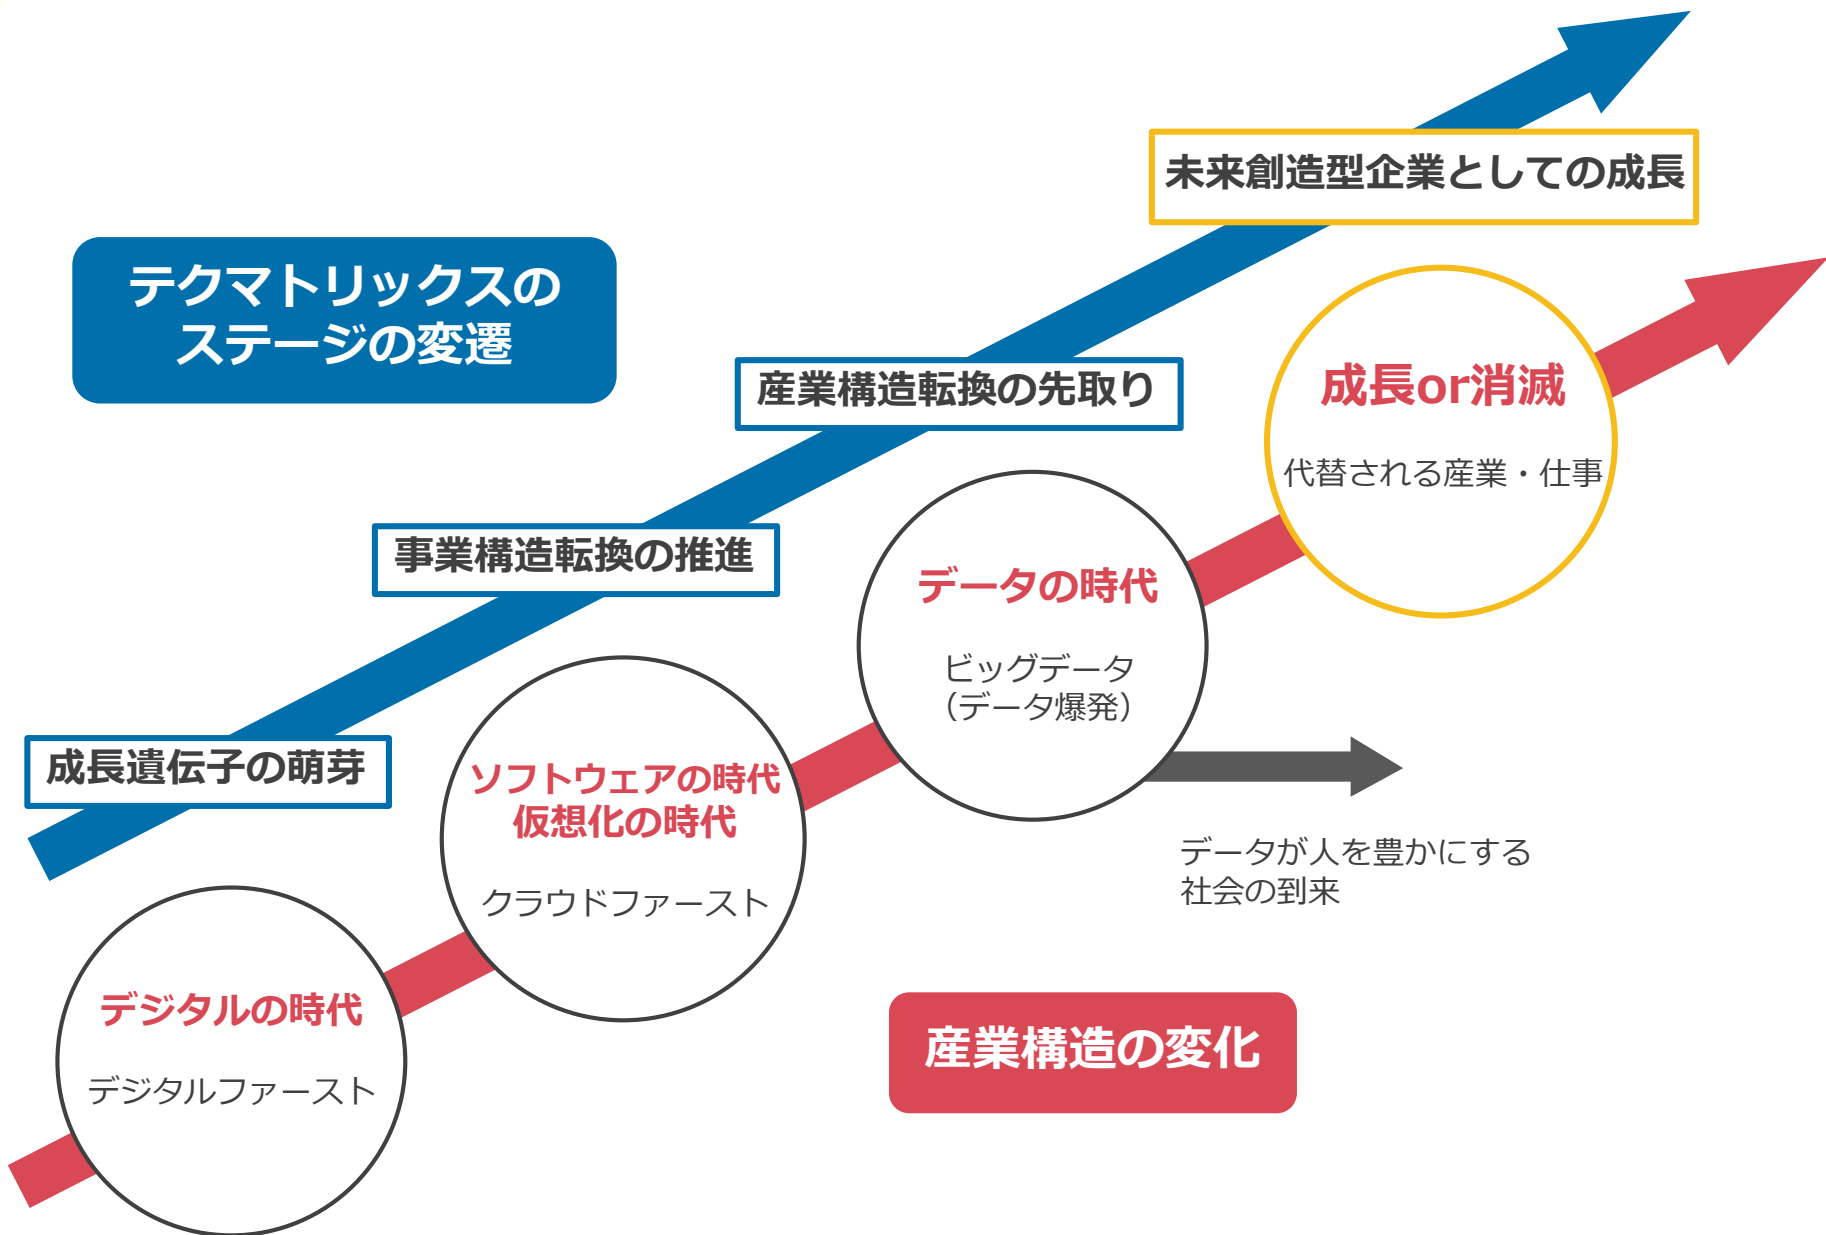 未来創造型企業としての成長
テクマトリックスの
ステージの変遷
産業構造転換の先取り
成長or消滅
代替される産業・仕事
事業構造転換の推進
データの時代
ビッグデータ
（データ爆発）
成長遺伝子の萌芽
ソフトウェアの時代
仮想化の時代
クラウドファースト
データが人を豊かにする
社会の到来
デジタルの時代
デジタルファースト
産業構造の変化